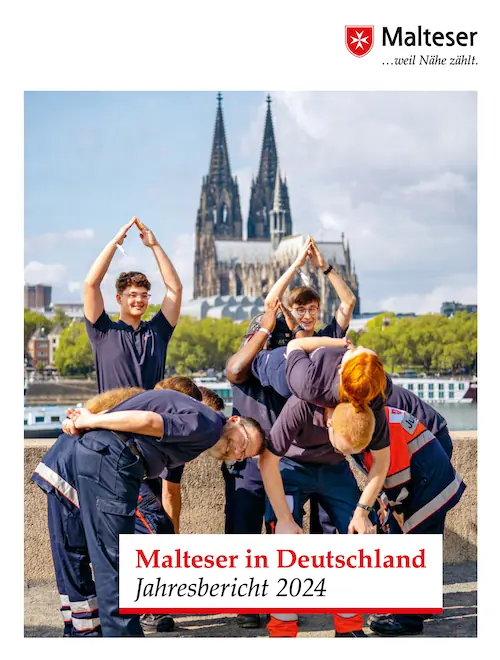 Malteser
...weil Nähe zählt.
Malteser in Deutschland
Jahresbericht 2024